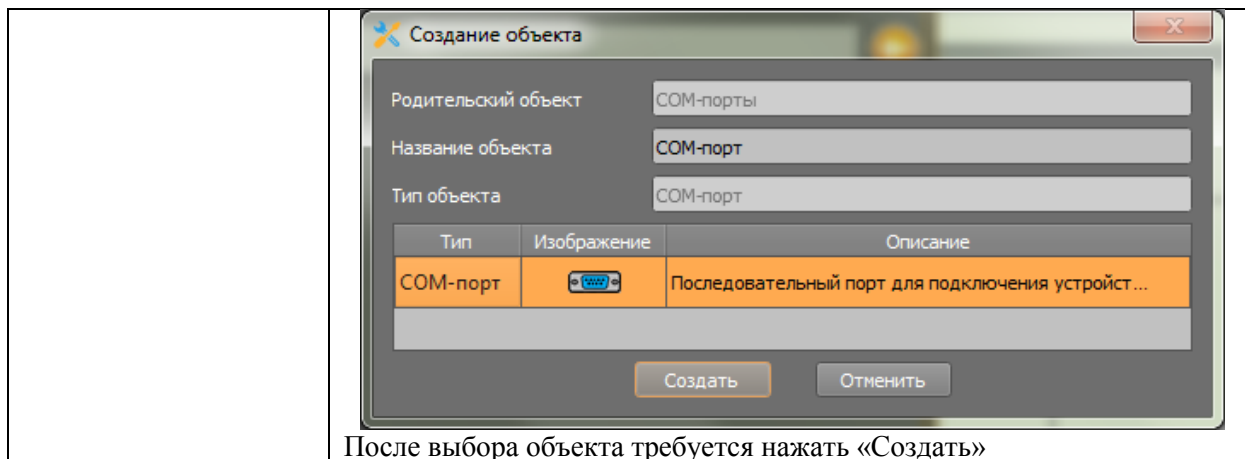 Создание объекта
Родительский объект COM-порты
Название объекта COM-порт
Тип объекта COM-порт
Тип Изображение Описание
COM-порт Последовательный порт для подключения устройст...
Создать Отменить
После выбора объекта требуется нажать «Создать»